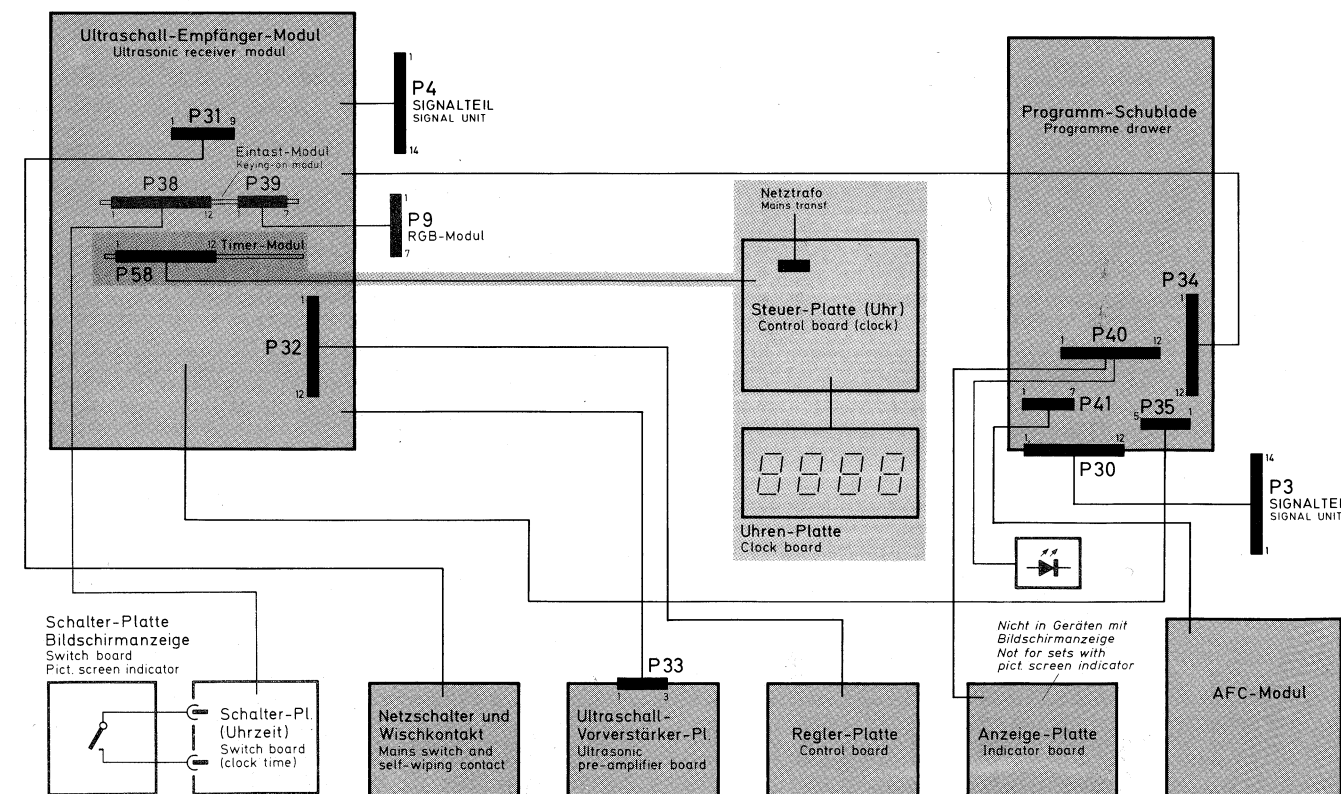 Ultraschall-Empfänger-Modul
Ultrasonic receiver modul
1 P31 9
Eintast-Modul
Keying-on modul
P38 P39
1 12 1 7
1 12 Timer-Modul
P58
1
P32
12
1
P4
SIGNALTEIL
SIGNAL UNIT
14
1
P9
RGB-Modul
7
Netztrafo
Mains transf
Steuer-Platte (Uhr)
Control board (clock)
8888
Uhren-Platte
Clock board
Programm-Schublade
Programme drawer
P34
1
12
P40
1 12
1 7
P41
P35
5 1
1 12
P30
14
P3
SIGNALTEI
SIGNAL UNIT
1
Schalter-Platte
Bildschirmanzeige
Switch board
Pict. screen indicator
Schalter-Pl.
(Uhrzeit)
Switch board
(clock time)
Netzschalter und
Wischkontakt
Mains switch and
self-wiping contact
P33
1 3
Ultraschall-
Vorverstärker-Pl.
Ultrasonic
pre-amplifier board
Regler-Platte
Control board
Nicht in Geräten mit
Bildschirmanzeige
Not for sets with
pict. screen indicator
Anzeige-Platte
Indicator board
AFC-Modul